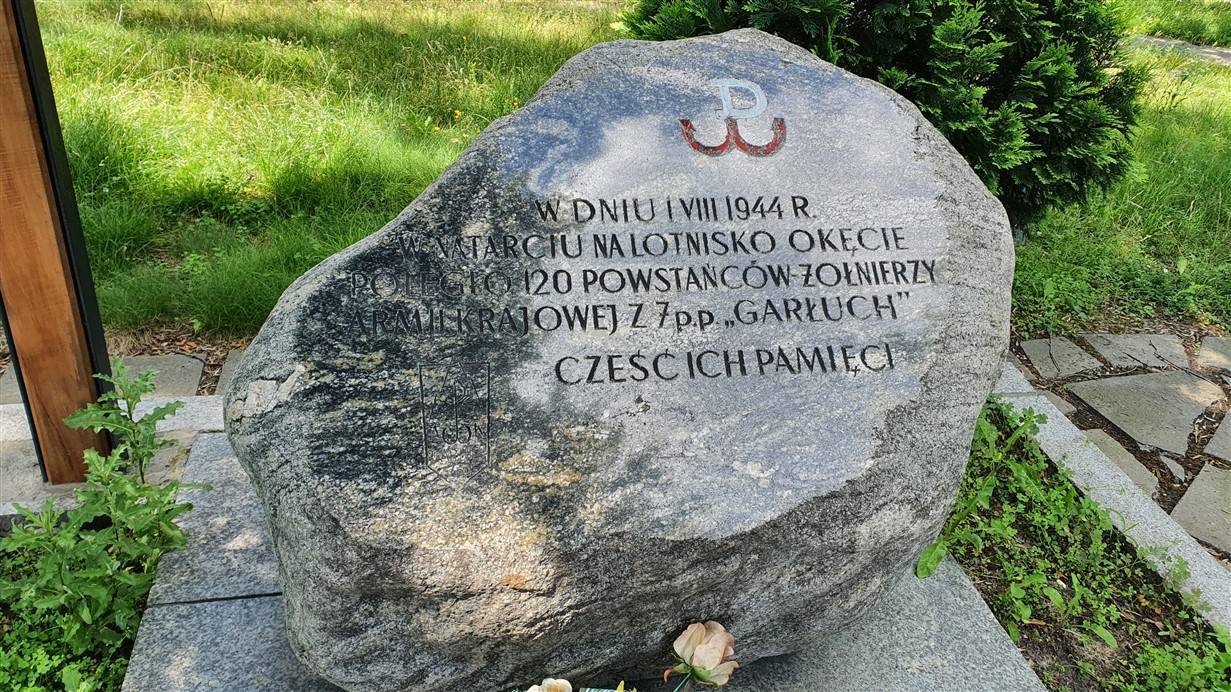 W DNIU 1 VIII 1944 R.
W NATARCIU NA LOTNISKO OKĘCIE
POLEGŁO 120 POWSTAŃCÓW-ŻOŁNIERZY
ARMII KRAJOWEJ Z 7 p.p. „GARŁUCH”
CZEŚĆ ICH PAMIĘCI